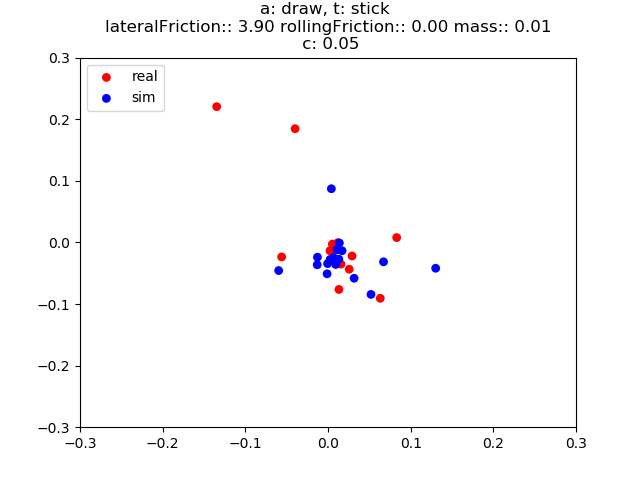 a: draw, t: stick
lateralFriction:: 3.90 rollingFriction:: 0.00 mass:: 0.01
c: 0.05
real
sim
0.3
0.2
0.1
0.0
−0.1
−0.2
−0.3
−0.3 −0.2 −0.1 0.0 0.1 0.2 0.3